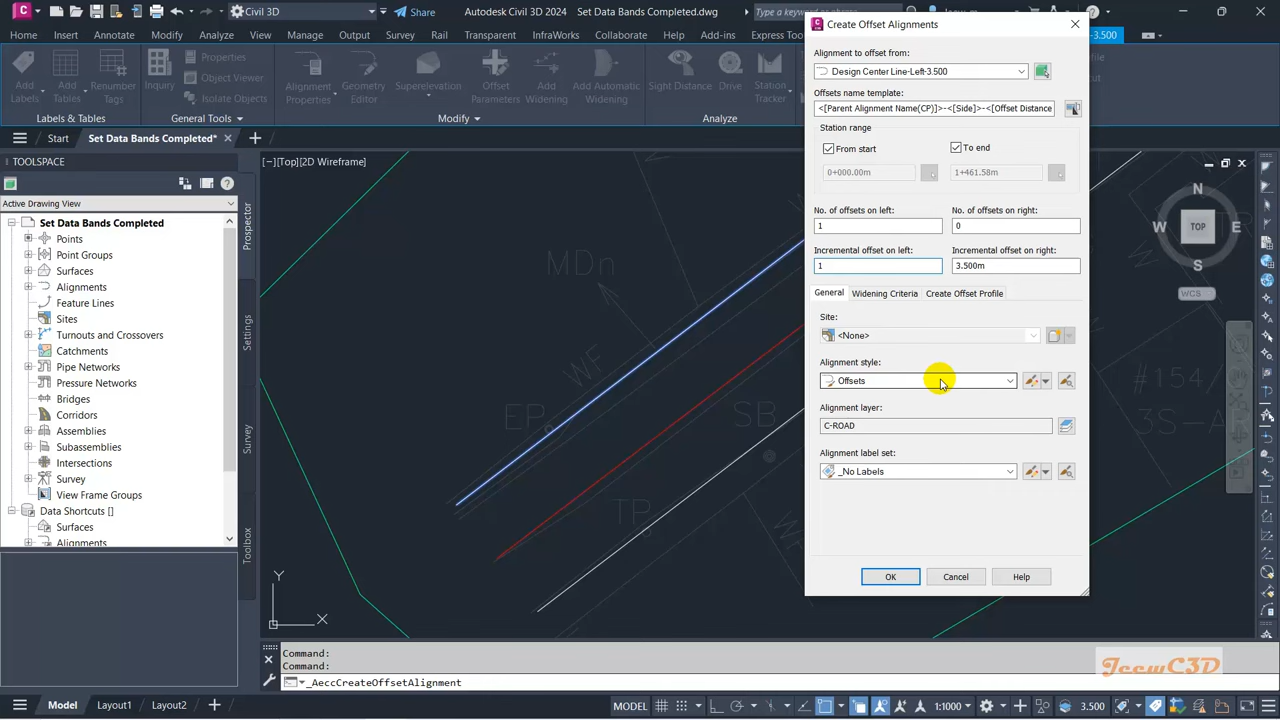 Civil 3D
Share
Autodesk Civil 3D 2024
Set Data Bands Completed.dwg
Type a keyword or phrase
Home
Insert
Annotate
Modify
Analyze
View
Manage
Output
Survey
Rail
Transparent
InfraWorks
Collaborate
Help
Add-ins
Express Tools
-3.500
Add
Labels
Add
Tables
Renumber
Tags
Inquiry
Properties
Object Viewer
Isolate Objects
Alignment
Properties
Geometry
Superelevation
Offset
Parameters
Add
Widening
Sight Distance
Drive
Station
Tracker
Labels & Tables
General Tools
Modify
Analyze
Start
Set Data Bands Completed*
TOOLSPACE
Active Drawing View
Set Data Bands Completed
Points
Point Groups
Surfaces
Alignments
Feature Lines
Sites
Turnouts and Crossovers
Catchments
Pipe Networks
Pressure Networks
Bridges
Corridors
Assemblies
Subassemblies
Intersections
Survey
View Frame Groups
Data Shortcuts []
Surfaces
Alignments
Prospector
Settings
Survey
Toolbox
[−][Top][2D Wireframe]
MDn
WF
EP
SB
TP
#154
3S-A
N
W
TOP
E
S
WCS
Y
X
Create Offset Alignments
Alignment to offset from:
Design Center Line-Left-3.500
Offsets name template:
<[Parent Alignment Name(CP)]>-<[Side]>-<[Offset Distance
Station range
From start
To end
0+000.00m
1+461.58m
No. of offsets on left:
No. of offsets on right:
1
0
Incremental offset on left:
Incremental offset on right:
1
3.500m
General
Widening Criteria
Create Offset Profile
Site:
<None>
Alignment style:
Offsets
Alignment layer:
C-ROAD
Alignment label set:
_No Labels
OK
Cancel
Help
Command:
Command:
_AeccCreateOffsetAlignment
JeewC3D
Model
Layout1
Layout2
MODEL
1:1000
3.500